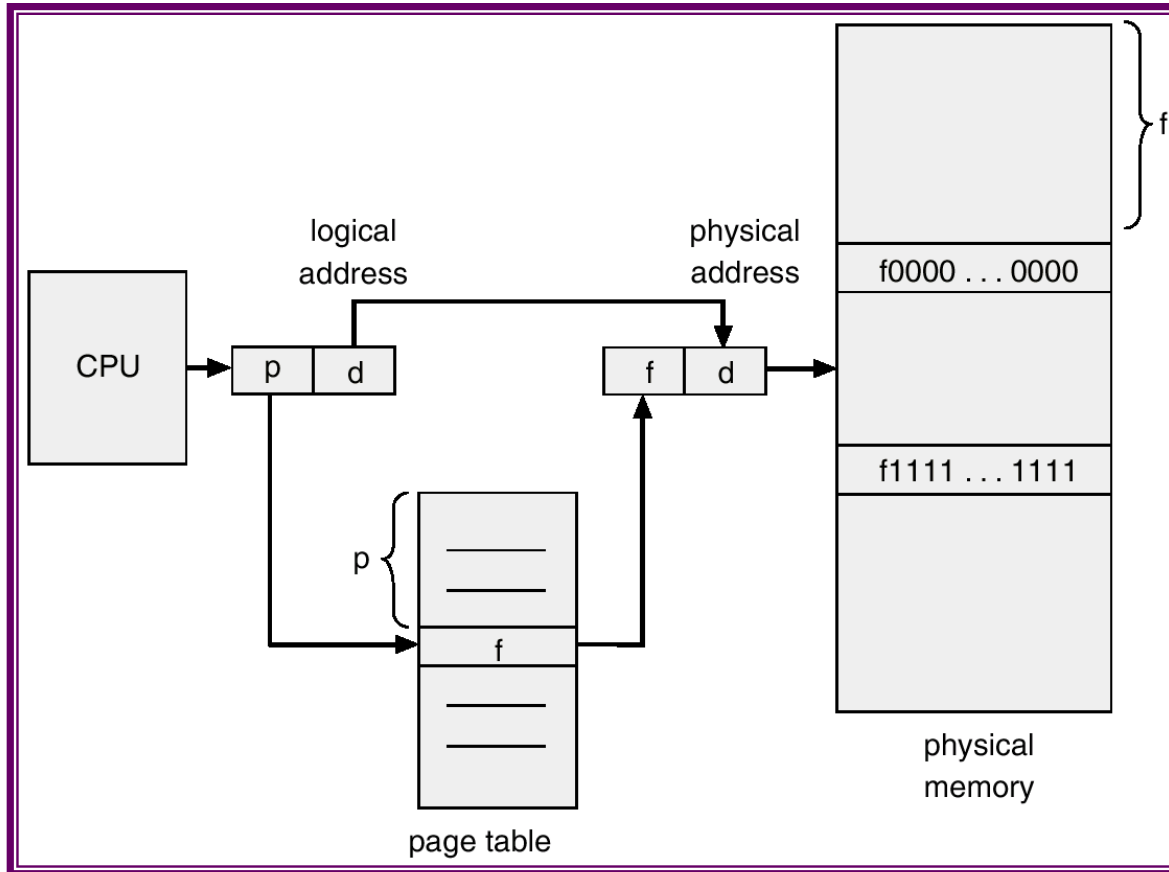 f
f0000 . . . 0000
logical
address
physical
address
CPU
p
d
f
d
f1111 . . . 1111
p
f
physical
memory
page table